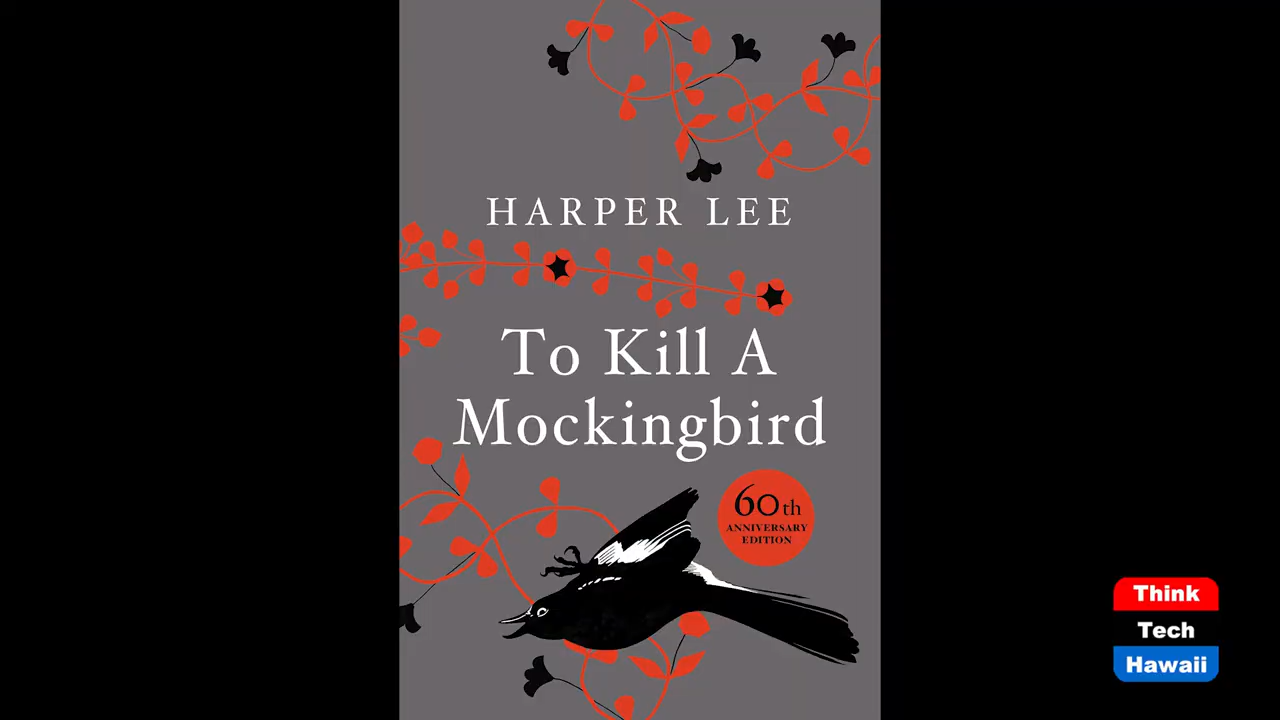 HARPER LEE
To Kill A
Mockingbird
60th
ANNIVERSARY
EDITION
Think
Tech
Hawaii